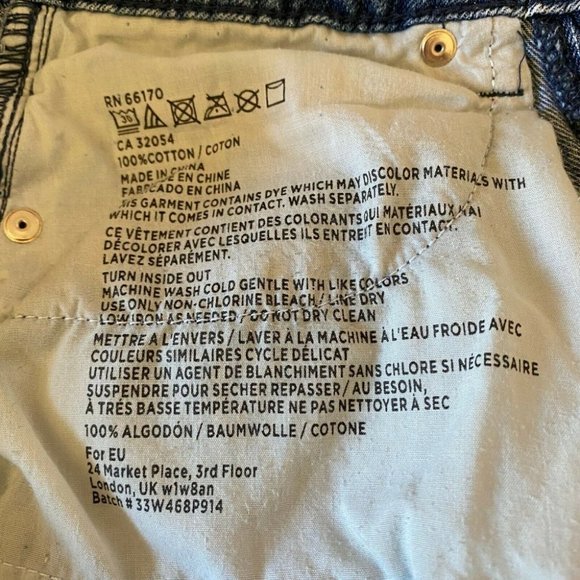 RN 66170
30
CA 32054
100%COTTON / COTON
MADE IN CHINA
FABRIQUÉ EN CHINE
FABRICADO EN CHINA
THIS GARMENT CONTAINS DYE WHICH MAY DISCOLOR MATERIALS WITH
WHICH IT COMES IN CONTACT. WASH SEPARATELY.
CE VÊTEMENT CONTIENT DES COLORANTS QUI MATÉRIAUX
DÉCOLORER AVEC LESQUELLES ILS ENTRENT EN CONTACT.
LAVEZ SÉPARÉMENT.
TURN INSIDE OUT
MACHINE WASH COLD GENTLE WITH LIKE COLORS
USE ONLY NON-CHLORINE BLEACH / LINE DRY
LOW IRON AS NEEDED / DO NOT DRY CLEAN
METTRE A L'ENVERS / LAVER À LA MACHINE À L'EAU FROIDE AVEC
COULEURS SIMILAIRES CYCLE DÉLICAT
UTILISER UN AGENT DE BLANCHIMENT SANS CHLORE SI NÉCESSAIRE
SUSPENDRE POUR SECHER REPASSER / AU BESOIN,
À TRÉS BASSE TEMPÉRATURE NE PAS NETTOYER À SEC
100% ALGODÓN / BAUMWOLLE / COTONE
For EU
24 Market Place, 3rd Floor
London, UK w1w8an
Batch # 33W468P914